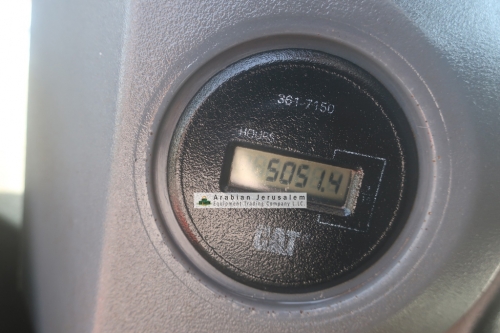 361-7150
HOURS
5051.4
Arabian Jerusalem
Equipment Trading Company LLC
CAT